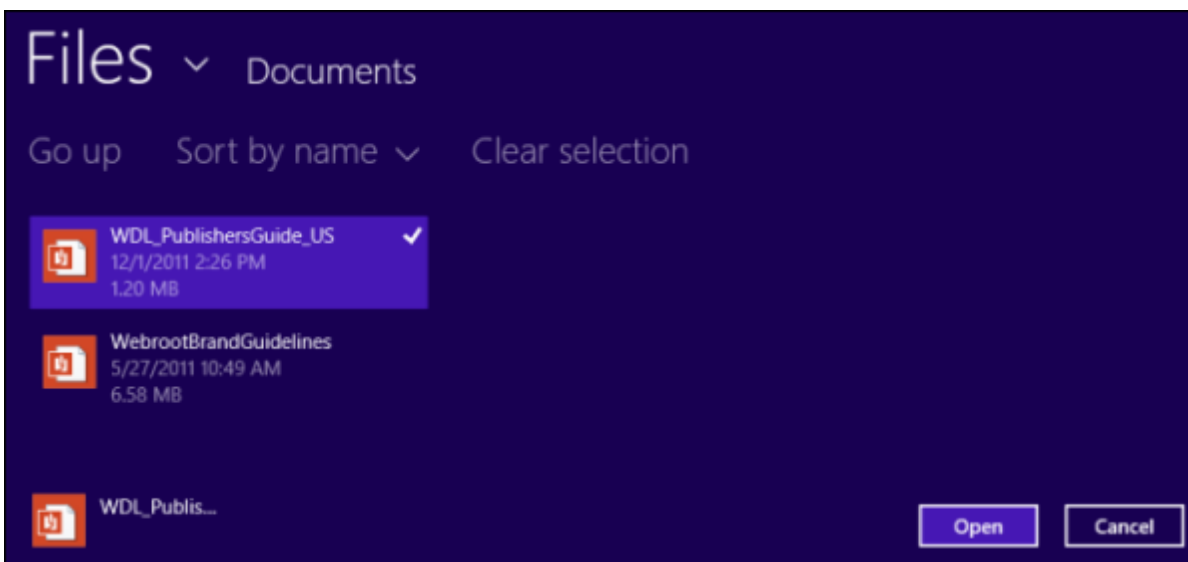 Files Documents
Go up Sort by name Clear selection
WDL_PublishersGuide_US
12/1/2011 2:26 PM
1.20 MB
WebrootBrandGuidelines
5/27/2011 10:49 AM
6.58 MB
WDL_Publis...
Open Cancel